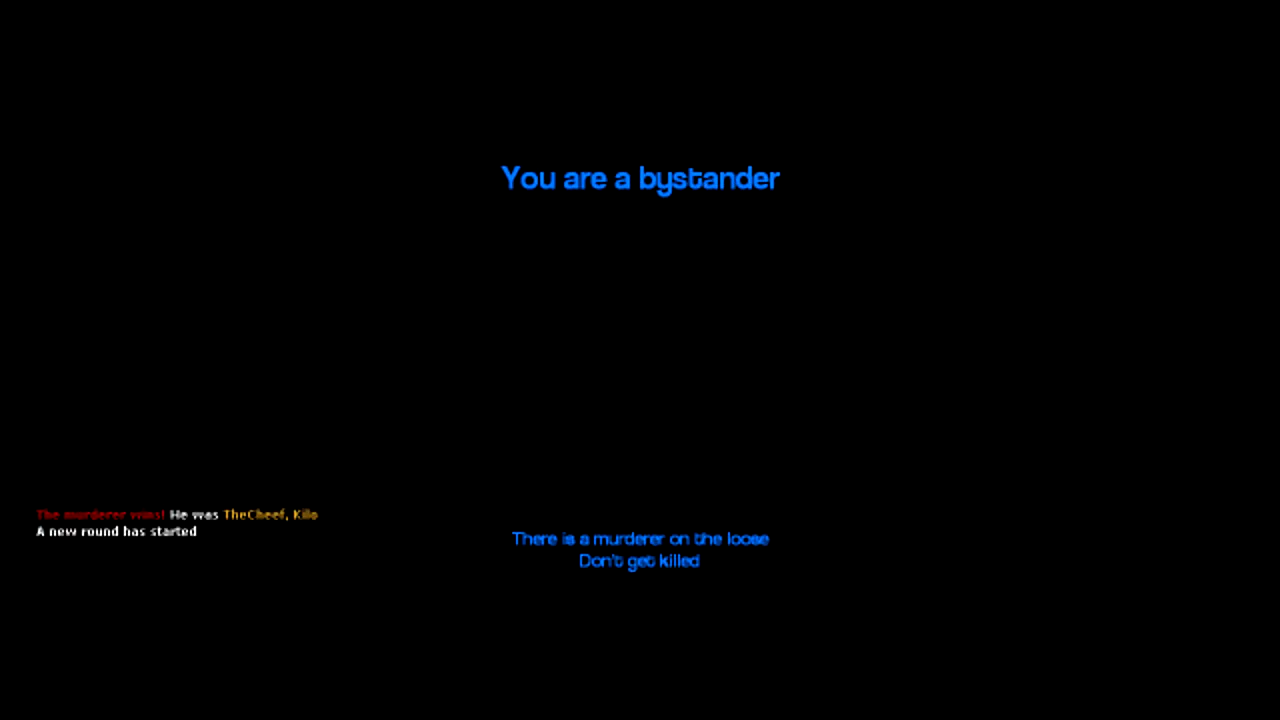 You are a bystander
The murderer wins! He was TheCheef, Kilo
A new round has started
There is a murderer on the loose
Don't get killed